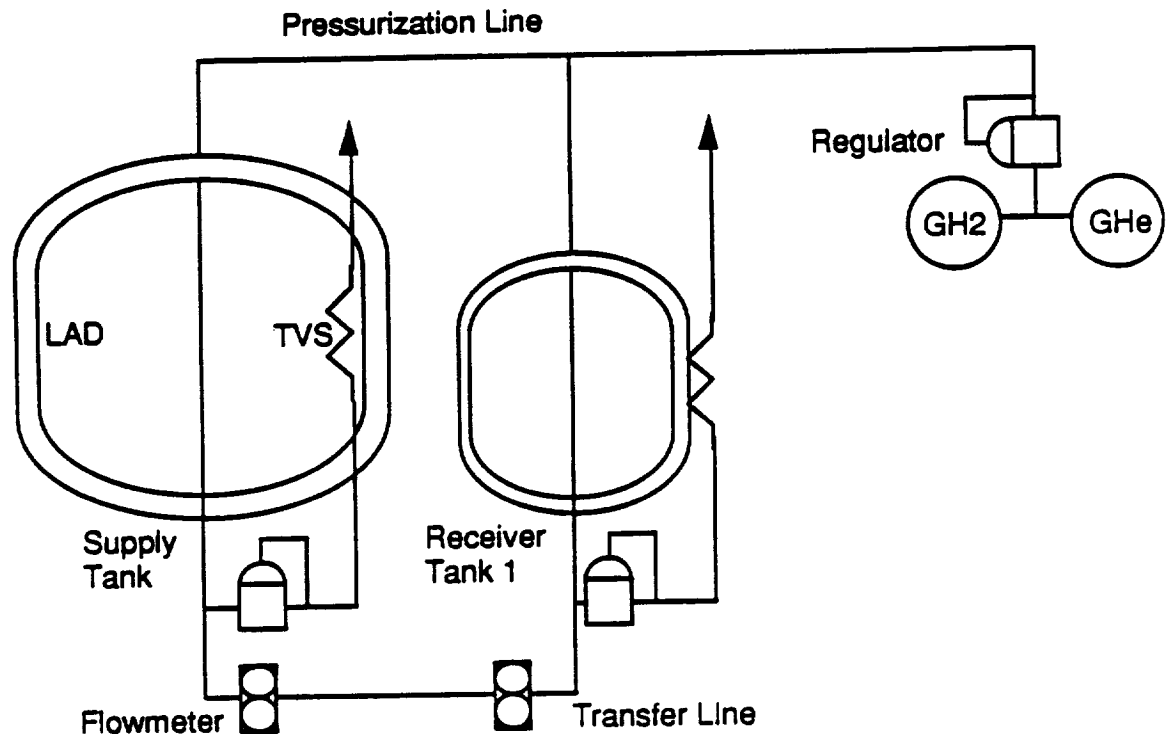 Pressurization Line
Regulator
GH2
GHe
LAD
TVS
Supply
Tank
Receiver
Tank 1
Flowmeter
Transfer Line